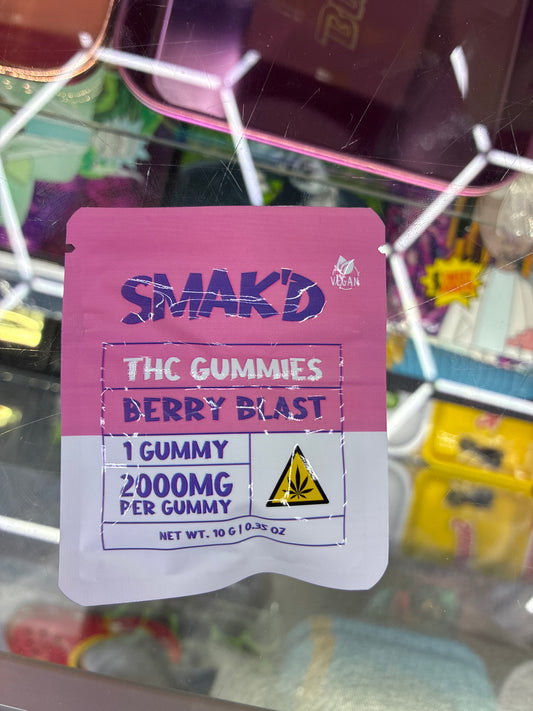 VEGAN
SMAK'D
THC GUMMIES
BERRY BLAST
1 GUMMY
2000MG
PER GUMMY
NET WT. 10 G | 0.35 OZ